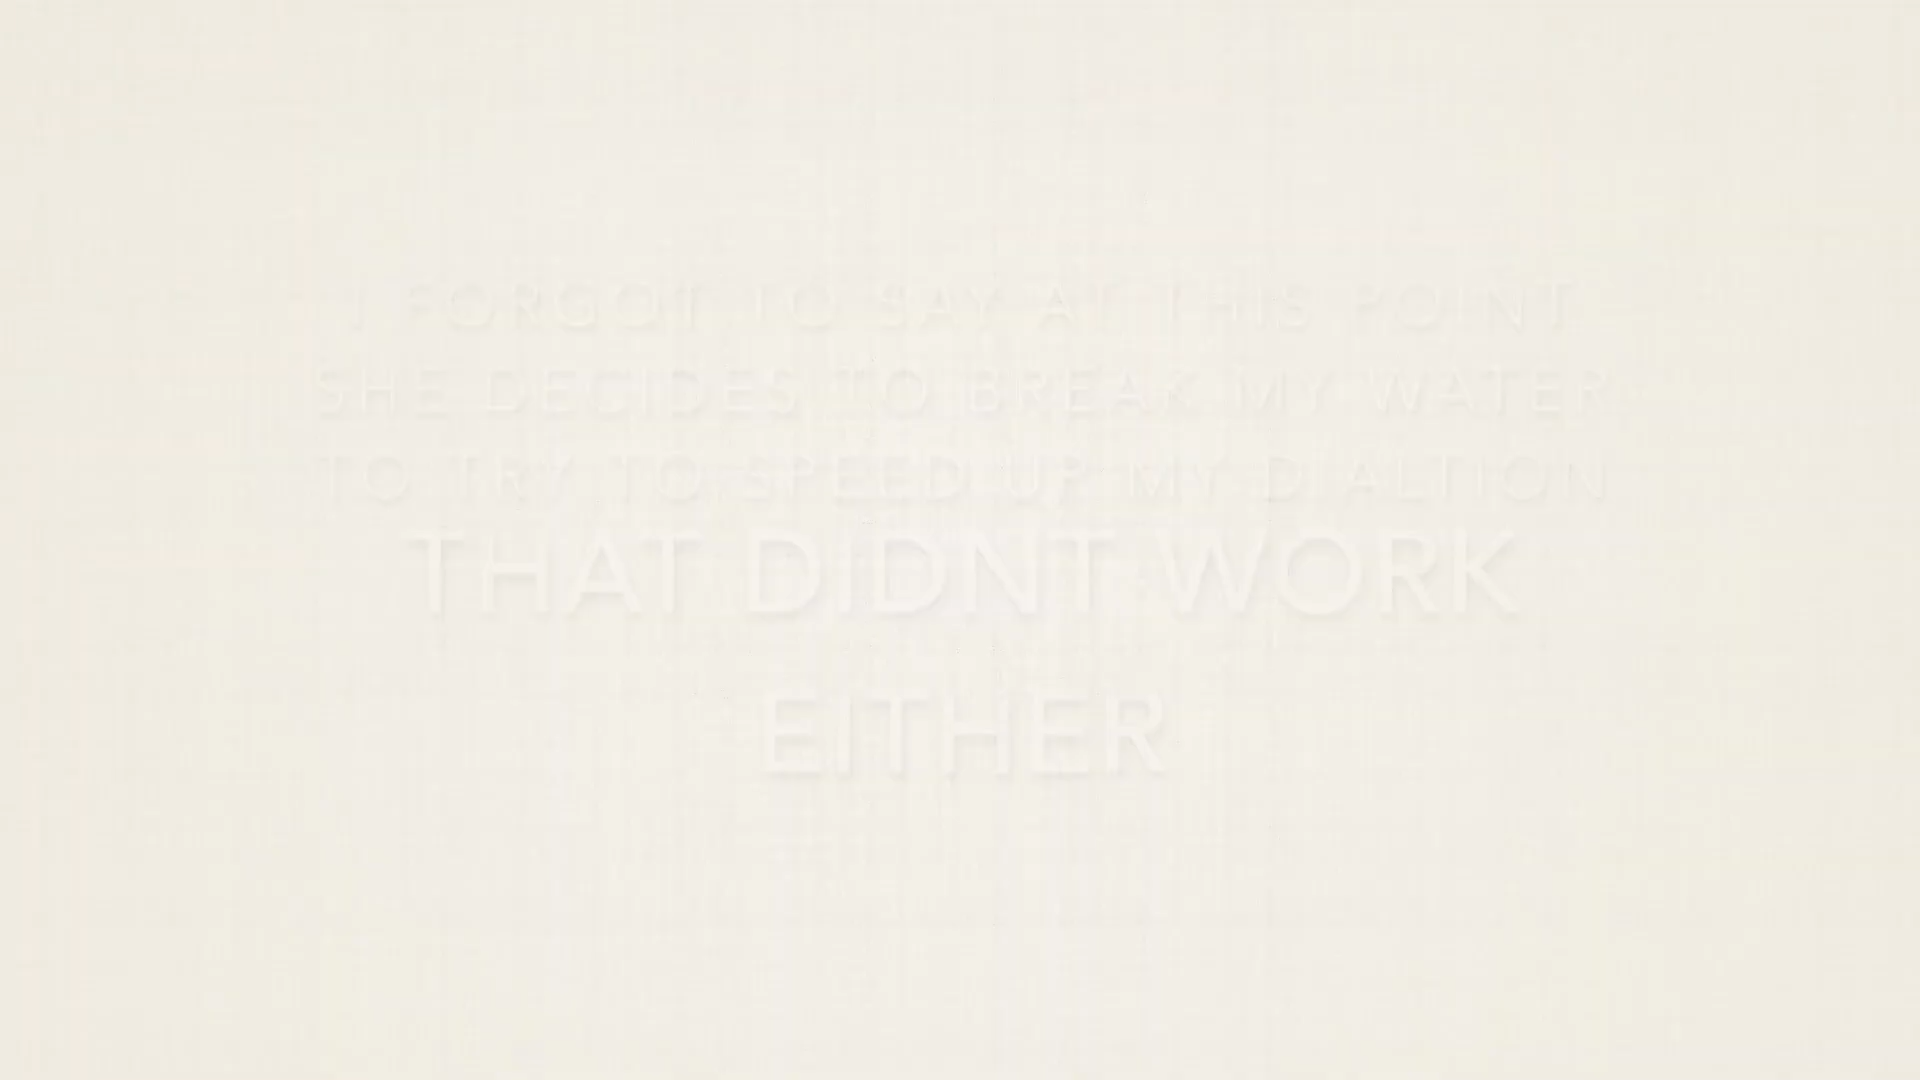 I FORGOT TO SAY AT THIS POINT
SHE DECIDES TO BREAK MY WATER
TO TRY TO SPEED UP MY DIALTION
THAT DIDNT WORK
EITHER